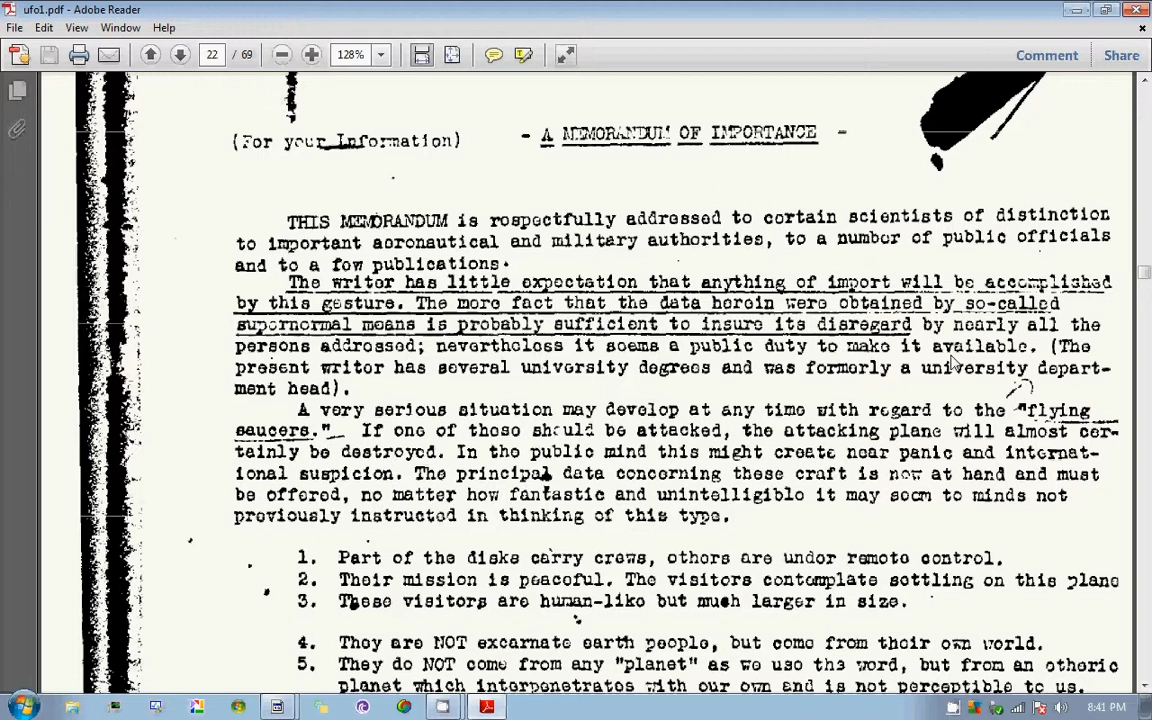 ufo1.pdf - Adobe Reader
File Edit View Window Help
22 / 69 128% Comment Share
(For your Information) - A MEMORANDUM OF IMPORTANCE -
THIS MEMORANDUM is respectfully addressed to certain scientists of distinction
to important aeronautical and military authorities, to a number of public officials
and to a few publications.
The writer has little expectation that anything of import will be accomplished
by this gesture. The more fact that the data herein were obtained by so-called
supernormal means is probably sufficient to insure its disregard by nearly all the
persons addressed; nevertheless it seems a public duty to make it available. (The
present writer has several university degrees and was formerly a university depart-
ment head).
A very serious situation may develop at any time with regard to the "flying
saucers." If one of these should be attacked, the attacking plane will almost cer-
tainly be destroyed. In the public mind this might create near panic and internat-
ional suspicion. The principal data concerning these craft is now at hand and must
be offered, no matter how fantastic and unintelligible it may seem to minds not
previously instructed in thinking of this type.
1. Part of the disks carry crews, others are under remote control.
2. Their mission is peaceful. The visitors contemplate settling on this plane
3. These visitors are human-like but much larger in size.
4. They are NOT excarnate earth people, but come from their own world.
5. They do NOT come from any "planet" as we use the word, but from an etheric
planet which interpenetrates with our own and is not perceptible to us.
8:41 PM